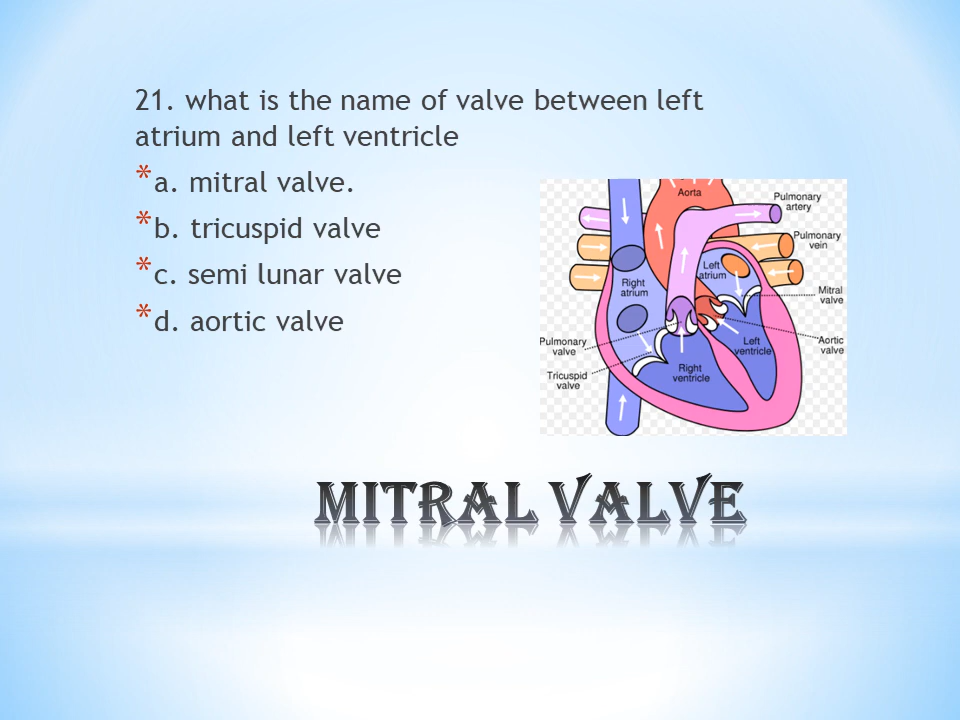 21. what is the name of valve between left
atrium and left ventricle
* a. mitral valve.
* b. tricuspid valve
* c. semi lunar valve
* d. aortic valve
Aorta
Pulmonary
artery
Pulmonary
vein
Left
atrium
Right
atrium
Mitral
valve
Pulmonary
valve
Left
ventricle
Aortic
valve
Tricuspid
valve
Right
ventricle
MITRAL VALVE